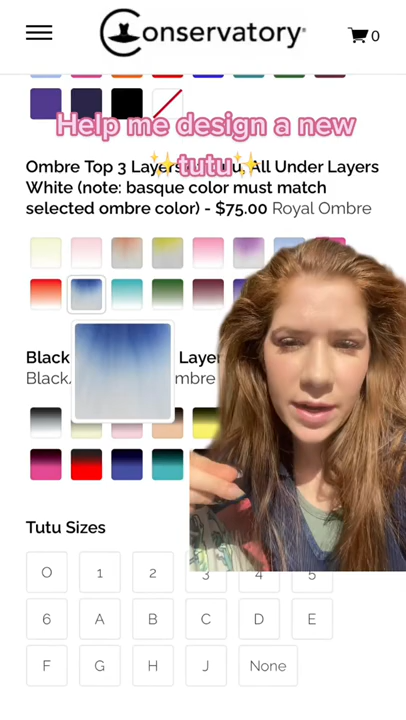 Conservatory
0
Help me design a new
✨tutu✨
Ombre Top 3 Layers Tutu, All Under Layers
White (note: basque color must match
selected ombre color) - $75.00 Royal Ombre
Black Layer
Black mbre
Tutu Sizes
O 1 2 3 4 5
6 A B C D E
F G H J None